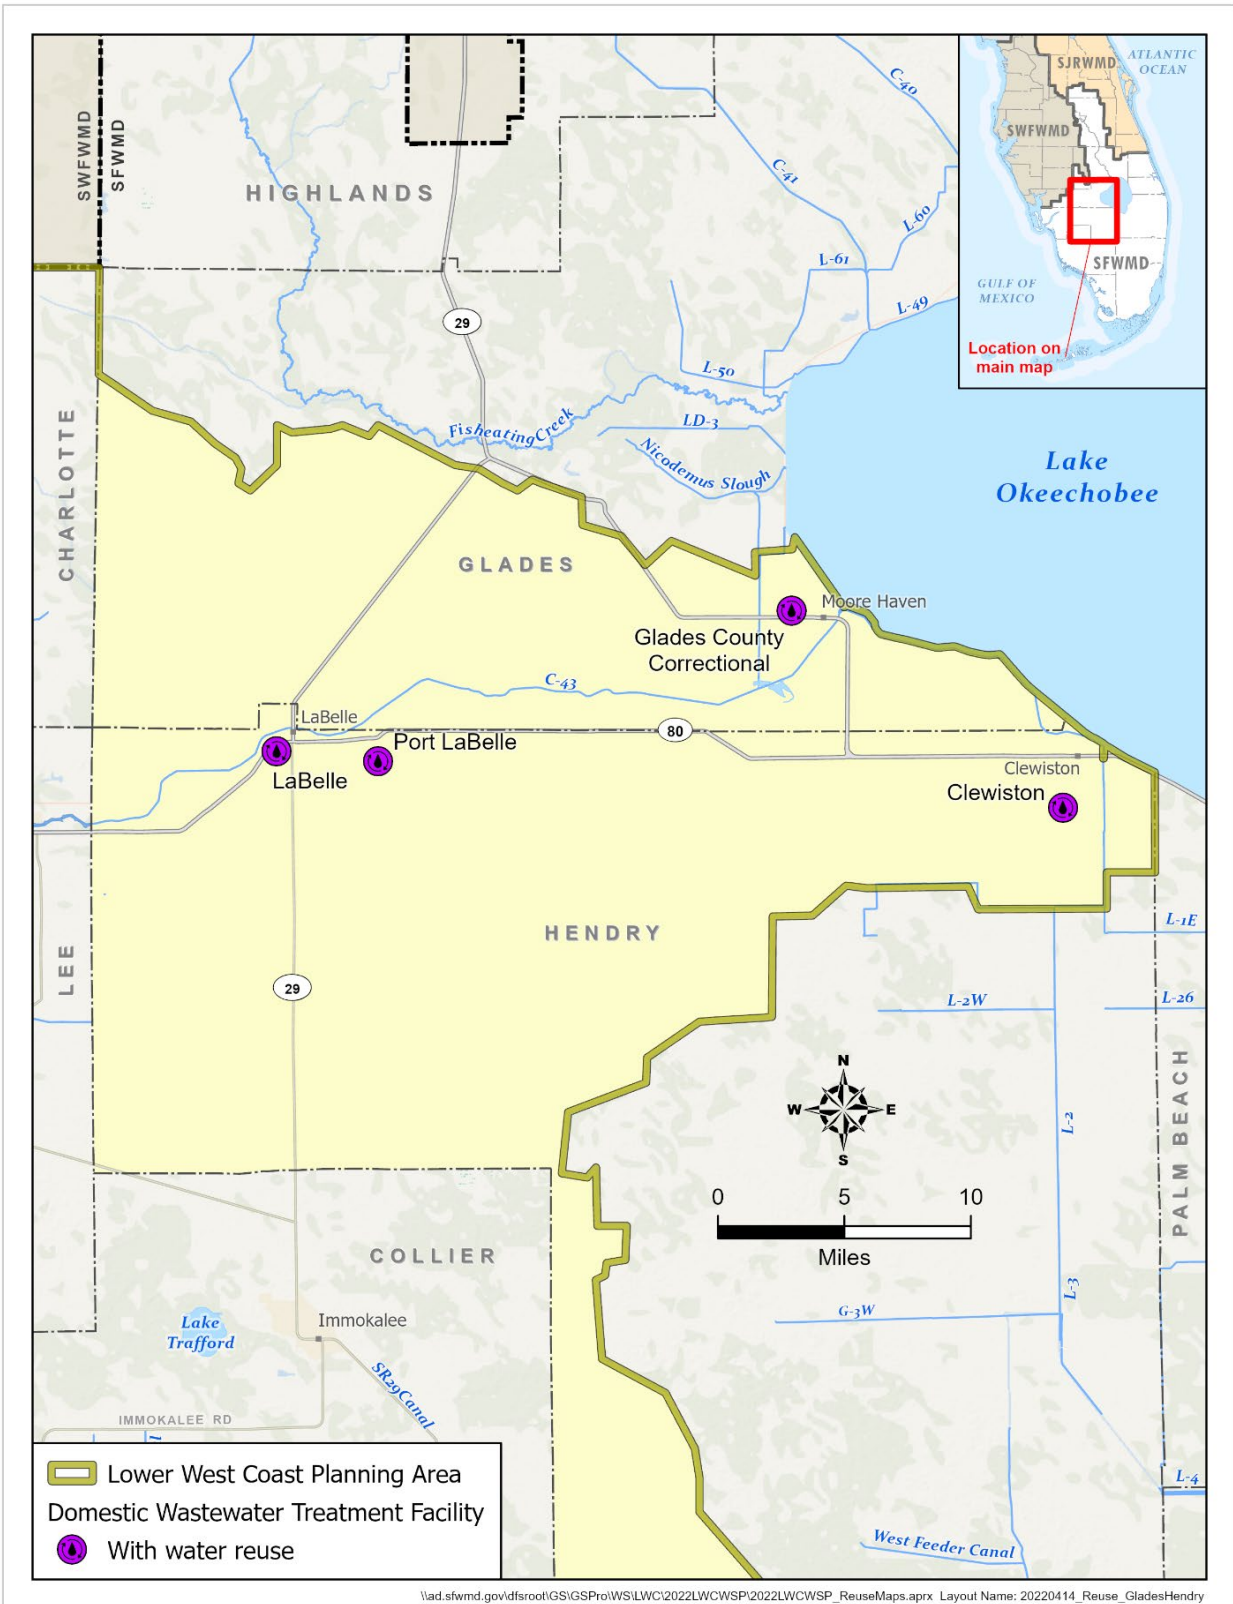 SWFWMD
SFWMD
HIGHLANDS
C-40
C-41
L-60
L-61
L-49
L-50
29
FisheatingCreek
LD-3
Nicodemus Slough
SJRWMD
ATLANTIC
OCEAN
SWFWMD
SFWMD
GULF OF
MEXICO
Location on
main map
Lake
Okeechobee
CHARLOTTE
GLADES
Moore Haven
Glades County
Correctional
C-43
LaBelle
80
Port LaBelle
LaBelle
Clewiston
Clewiston
HENDRY
LEE
29
L-1E
L-2W
L-26
N
W
E
S
L-2
PALM BEACH
0
5
10
Miles
COLLIER
L-3
G-3W
Lake
Trafford
Immokalee
SR29Canal
IMMOKALEE RD
L-4
West Feeder Canal
Lower West Coast Planning Area
Domestic Wastewater Treatment Facility
With water reuse
\\ad.sfwmd.gov\dfsroot\GS\GSPro\WS\LWC\2022LWCWSP\2022LWCWSP_ReuseMaps.aprx Layout Name: 20220414_Reuse_GladesHendry